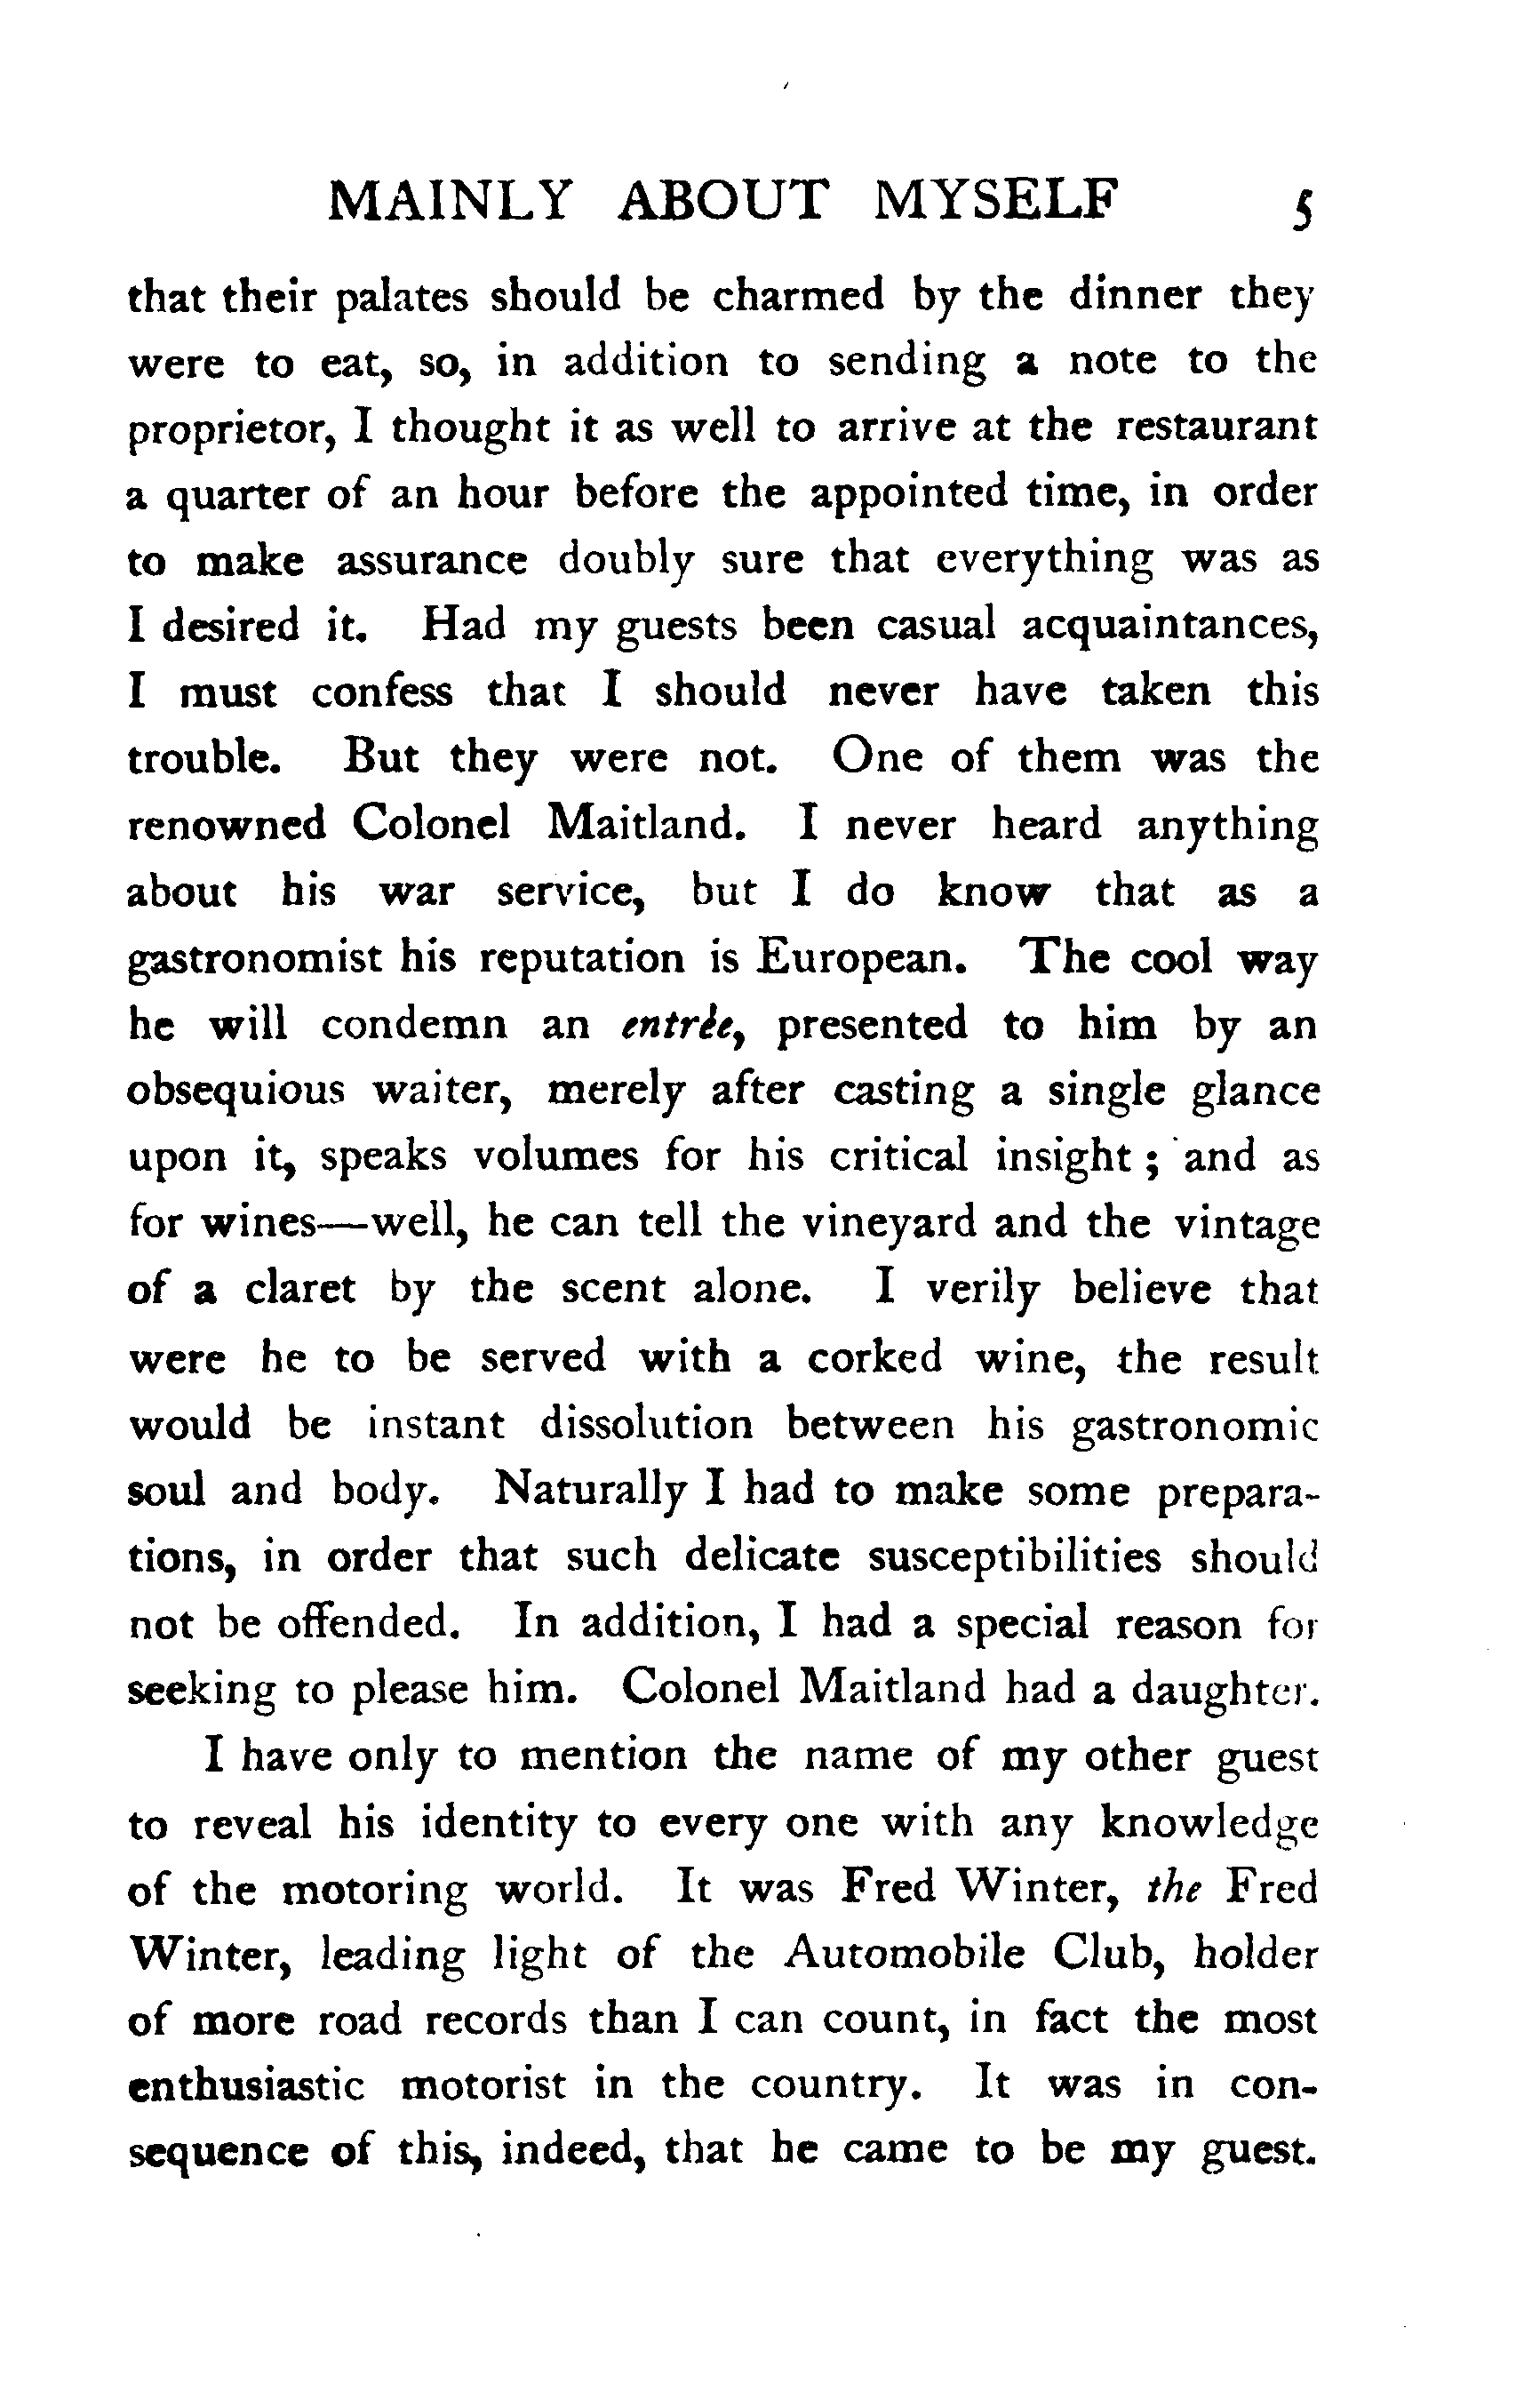 MAINLY ABOUT MYSELF 5
that their palates should be charmed by the dinner they
were to eat, so, in addition to sending a note to the
proprietor, I thought it as well to arrive at the restaurant
a quarter of an hour before the appointed time, in order
to make assurance doubly sure that everything was as
I desired it. Had my guests been casual acquaintances,
I must confess that I should never have taken this
trouble. But they were not. One of them was the
renowned Colonel Maitland. I never heard anything
about his war service, but I do know that as a
gastronomist his reputation is European. The cool way
he will condemn an entrèe, presented to him by an
obsequious waiter, merely after casting a single glance
upon it, speaks volumes for his critical insight ; and as
for wines—well, he can tell the vineyard and the vintage
of a claret by the scent alone. I verily believe that
were he to be served with a corked wine, the result
would be instant dissolution between his gastronomic
soul and body. Naturally I had to make some prepara-
tions, in order that such delicate susceptibilities should
not be offended. In addition, I had a special reason for
seeking to please him. Colonel Maitland had a daughter.
I have only to mention the name of my other guest
to reveal his identity to every one with any knowledge
of the motoring world. It was Fred Winter, the Fred
Winter, leading light of the Automobile Club, holder
of more road records than I can count, in fact the most
enthusiastic motorist in the country. It was in con-
sequence of this, indeed, that he came to be my guest.